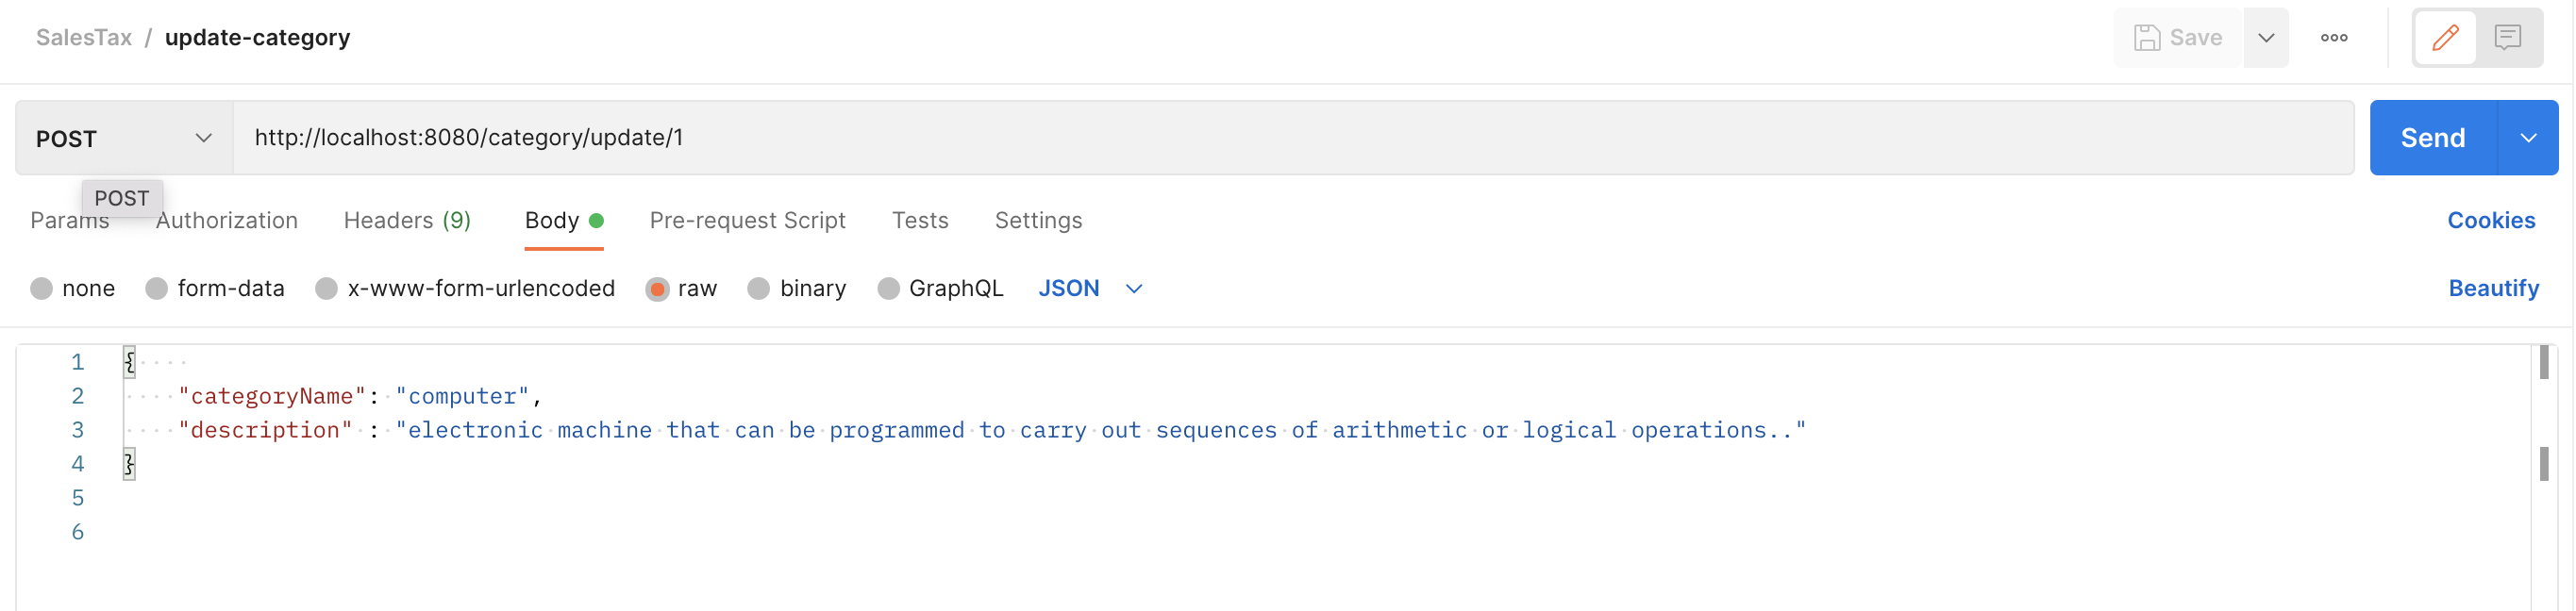 SalesTax / update-category
Save
POST
http://localhost:8080/category/update/1
Send
POST
Params Authorization Headers (9) Body Pre-request Script Tests Settings
Cookies
none form-data x-www-form-urlencoded raw binary GraphQL JSON
Beautify
1 {
2 "categoryName": "computer",
3 "description" : "electronic machine that can be programmed to carry out sequences of arithmetic or logical operations.."
4 }
5
6